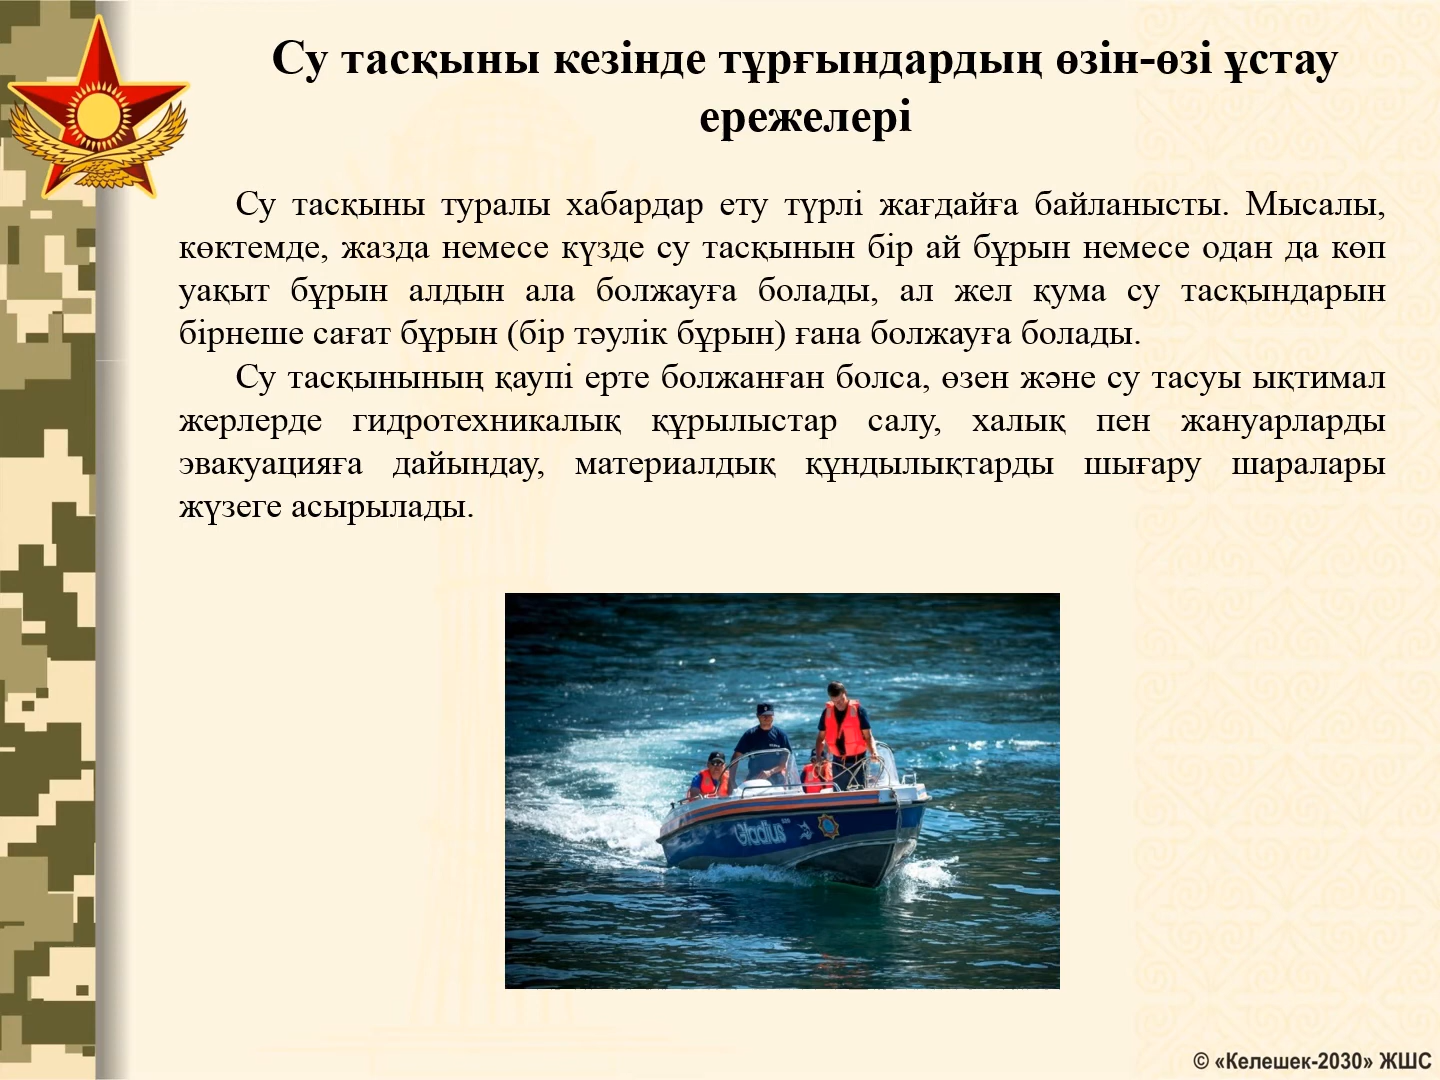 Су тасқыны кезінде тұрғындардың өзін-өзі ұстау
ережелері
Су тасқыны туралы хабардар ету түрлі жағдайға байланысты. Мысалы,
көктемде, жазда немесе күзде су тасқынын бір ай бұрын немесе одан да көп
уақыт бұрын алдын ала болжауға болады, ал жел қума су тасқындарын
бірнеше сағат бұрын (бір тәулік бұрын) ғана болжауға болады.
Су тасқынының қаупі ерте болжанған болса, өзен және су тасуы ықтимал
жерлерде гидротехникалық құрылыстар салу, халық пен жануарларды
эвакуацияға дайындау, материалдық құндылықтарды шығару шаралары
жүзеге асырылады.
Gladius
© «Келешек-2030» ЖШС